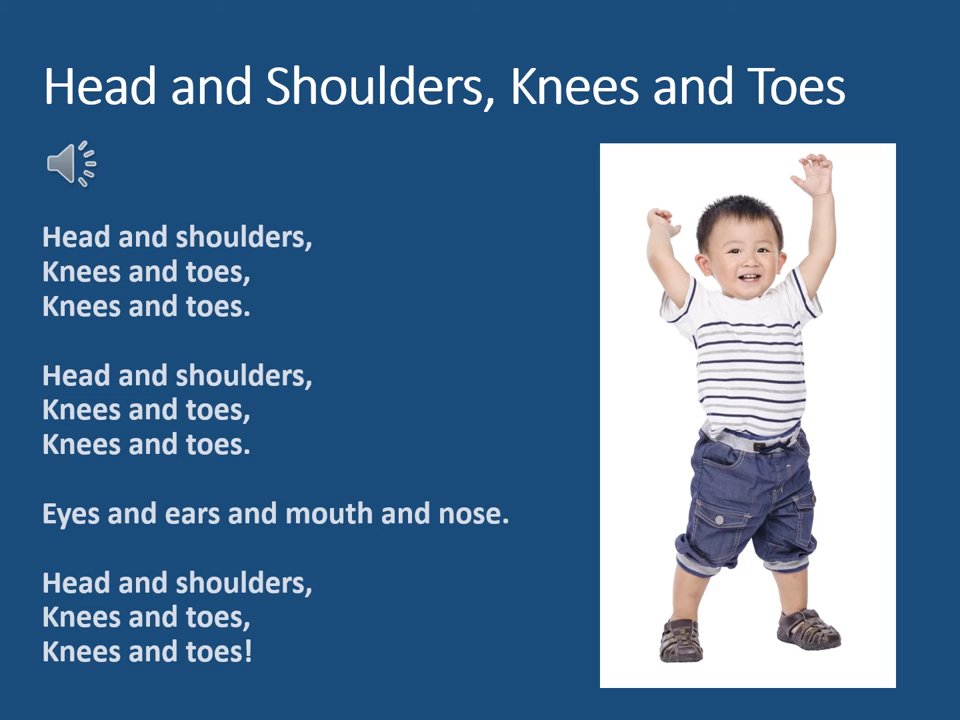 Head and Shoulders, Knees and Toes
Head and shoulders,
Knees and toes,
Knees and toes.
Head and shoulders,
Knees and toes,
Knees and toes.
Eyes and ears and mouth and nose.
Head and shoulders,
Knees and toes,
Knees and toes!